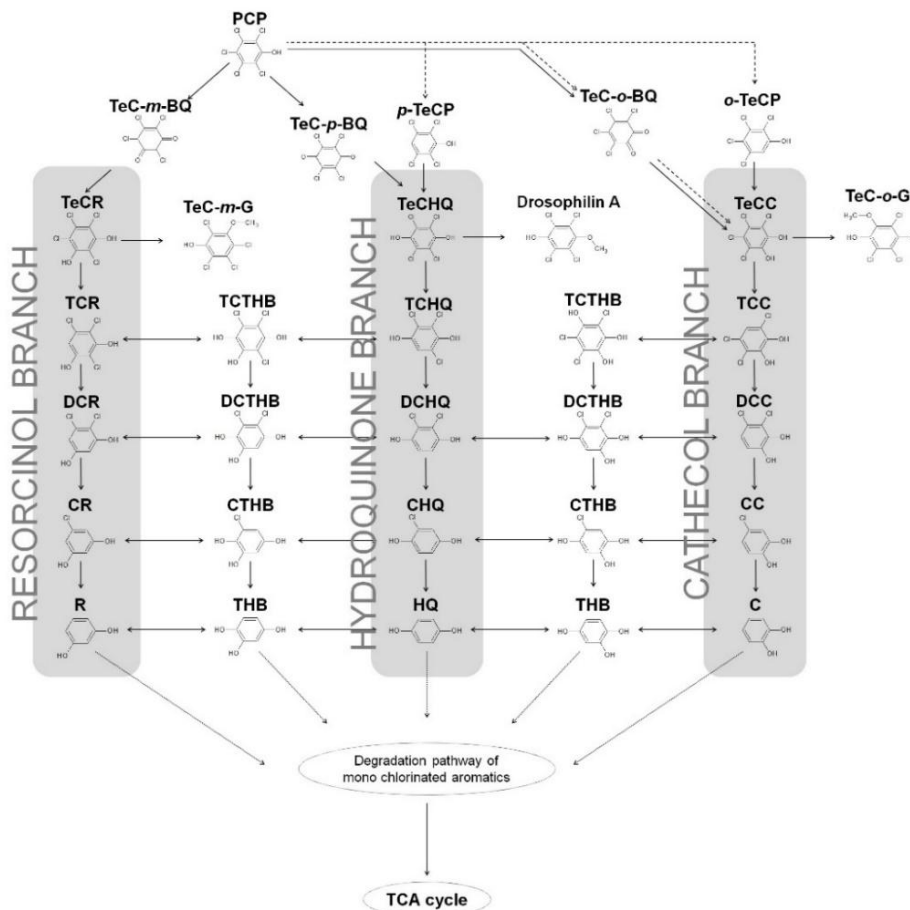 PCP
TeC-m-BQ
TeC-p-BQ
p-TeCP
TeC-o-BQ
o-TeCP
TeCR
TeC-m-G
TeCHQ
Drosophilin A
TeCC
TeC-o-G
TCR
TCTHB
TCHQ
TCTHB
TCC
DCR
DCTHB
DCHQ
DCTHB
DCC
CR
CTHB
CHQ
CTHB
CC
R
THB
HQ
THB
C
RESORCINOL BRANCH
HYDROQUINONE BRANCH
CATHECOL BRANCH
Degradation pathway of
mono chlorinated aromatics
TCA cycle